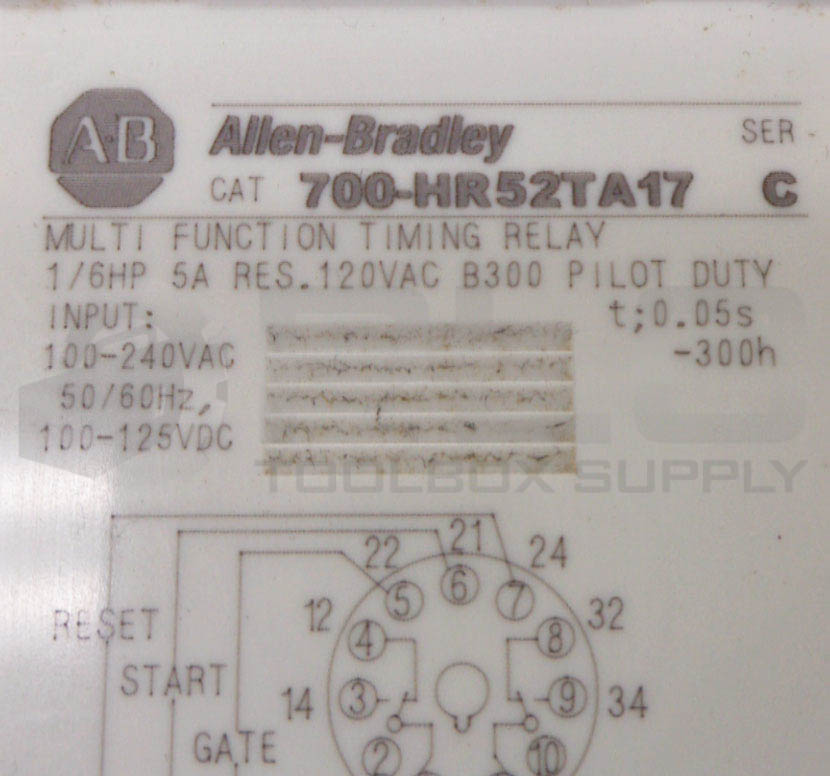 A-B Allen-Bradley SER
CAT 700-HR52TA17 C
MULTI FUNCTION TIMING RELAY
1/6HP 5A RES.120VAC B300 PILOT DUTY
INPUT: t;0.05s
100-240VAC -300h
50/60Hz,
100-125VDC
PLC
TOOLBOX SUPPLY
21
22 24
6
5 7
RESET 12 32
4 8
START
14 3 9 34
GATE 2 10